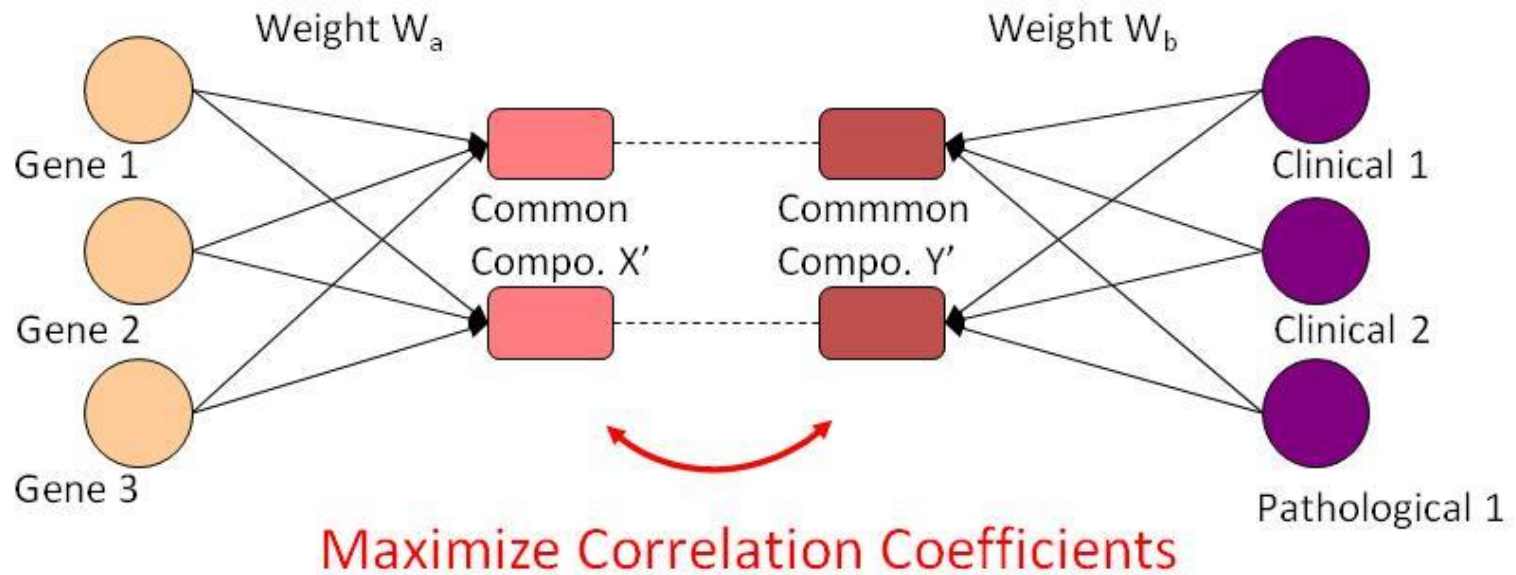 Weight Wa
Weight Wb
Gene 1
Common
Compo. X’
Commmon
Compo. Y’
Clinical 1
Gene 2
Clinical 2
Gene 3
Pathological 1
Maximize Correlation Coefficients